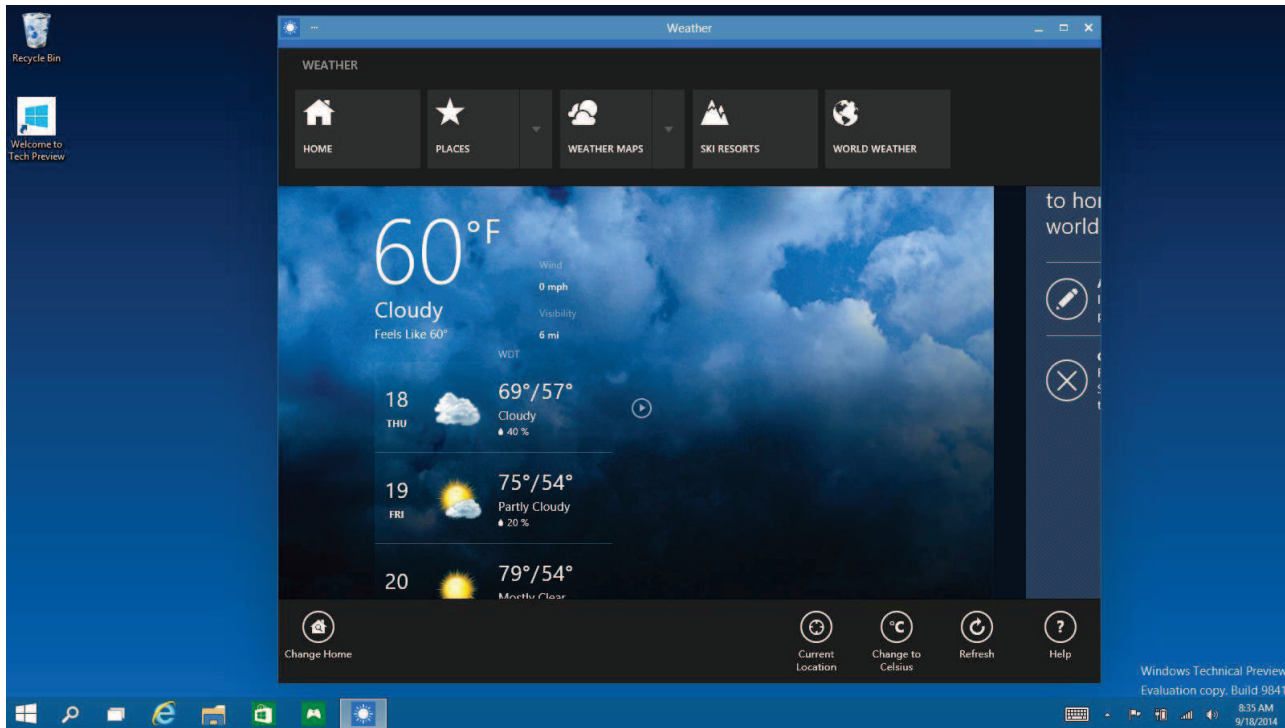 Recycle Bin
Welcome to
Tech Preview
Weather
WEATHER
HOME
PLACES
WEATHER MAPS
SKI RESORTS
WORLD WEATHER
60°F
Cloudy
Feels Like 60°
Wind
0 mph
Visibility
6 mi
WDT
18
THU
69°/57°
Cloudy
40 %
19
FRI
75°/54°
Partly Cloudy
20 %
20
79°/54°
Mostly Clear
to
world
Change Home
Current
Location
°C
Change to
Celsius
Refresh
?
Help
Windows Technical Preview
Evaluation copy. Build 9841
8:35 AM
9/18/2014